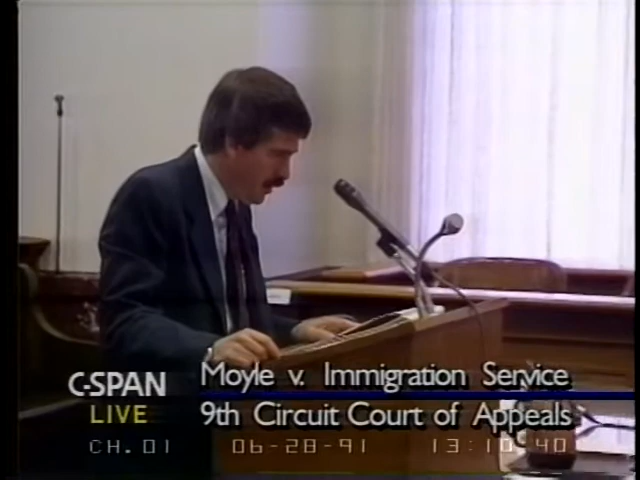 C-SPAN
LIVE
Moyle v. Immigration Service
9th Circuit Court of Appeals
CH. 01 06-28-91 13:10:40